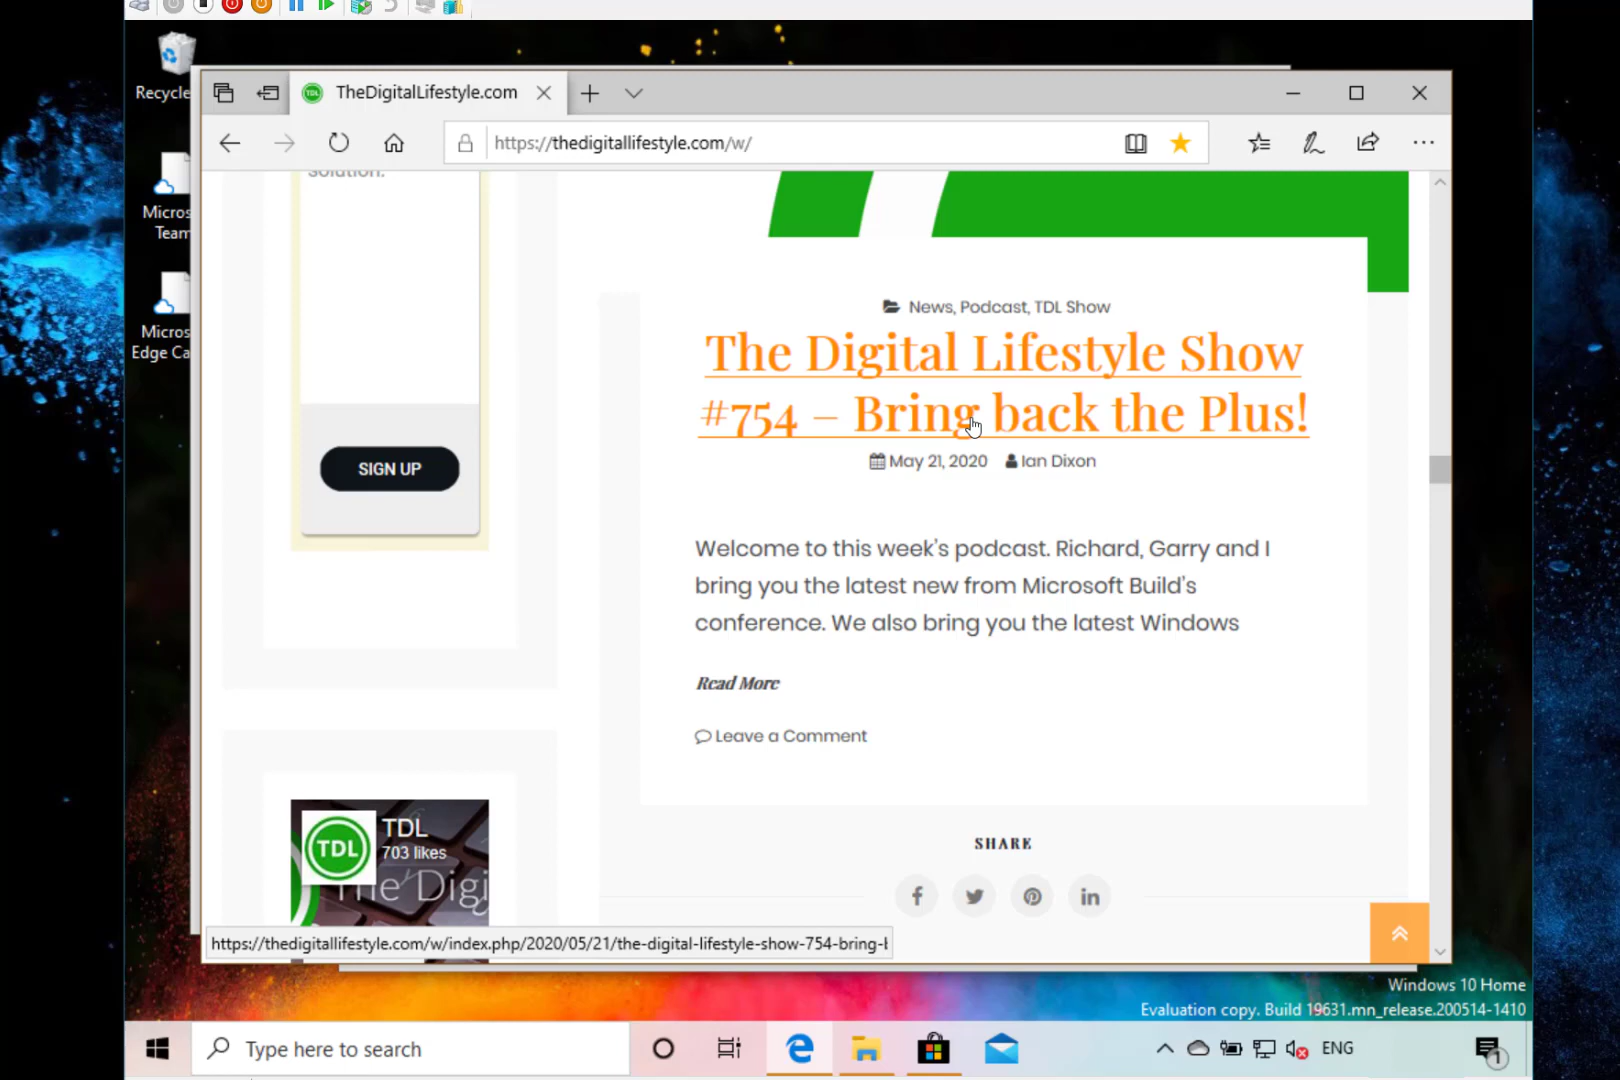 Recycle
TheDigitalLifestyle.com
https://thedigitallifestyle.com/w/
solution.
Micros
Team
Micros
Edge Ca
News, Podcast, TDL Show
The Digital Lifestyle Show
#754 – Bring back the Plus!
May 21, 2020 Ian Dixon
SIGN UP
Welcome to this week's podcast. Richard, Garry and I
bring you the latest new from Microsoft Build's
conference. We also bring you the latest Windows
Read More
Leave a Comment
TDL
TDL
703 likes
The Digi
SHARE
https://thedigitallifestyle.com/w/index.php/2020/05/21/the-digital-lifestyle-show-754-bring-b
Windows 10 Home
Evaluation copy. Build 19631.mn_release.200514-1410
Type here to search
ENG
1